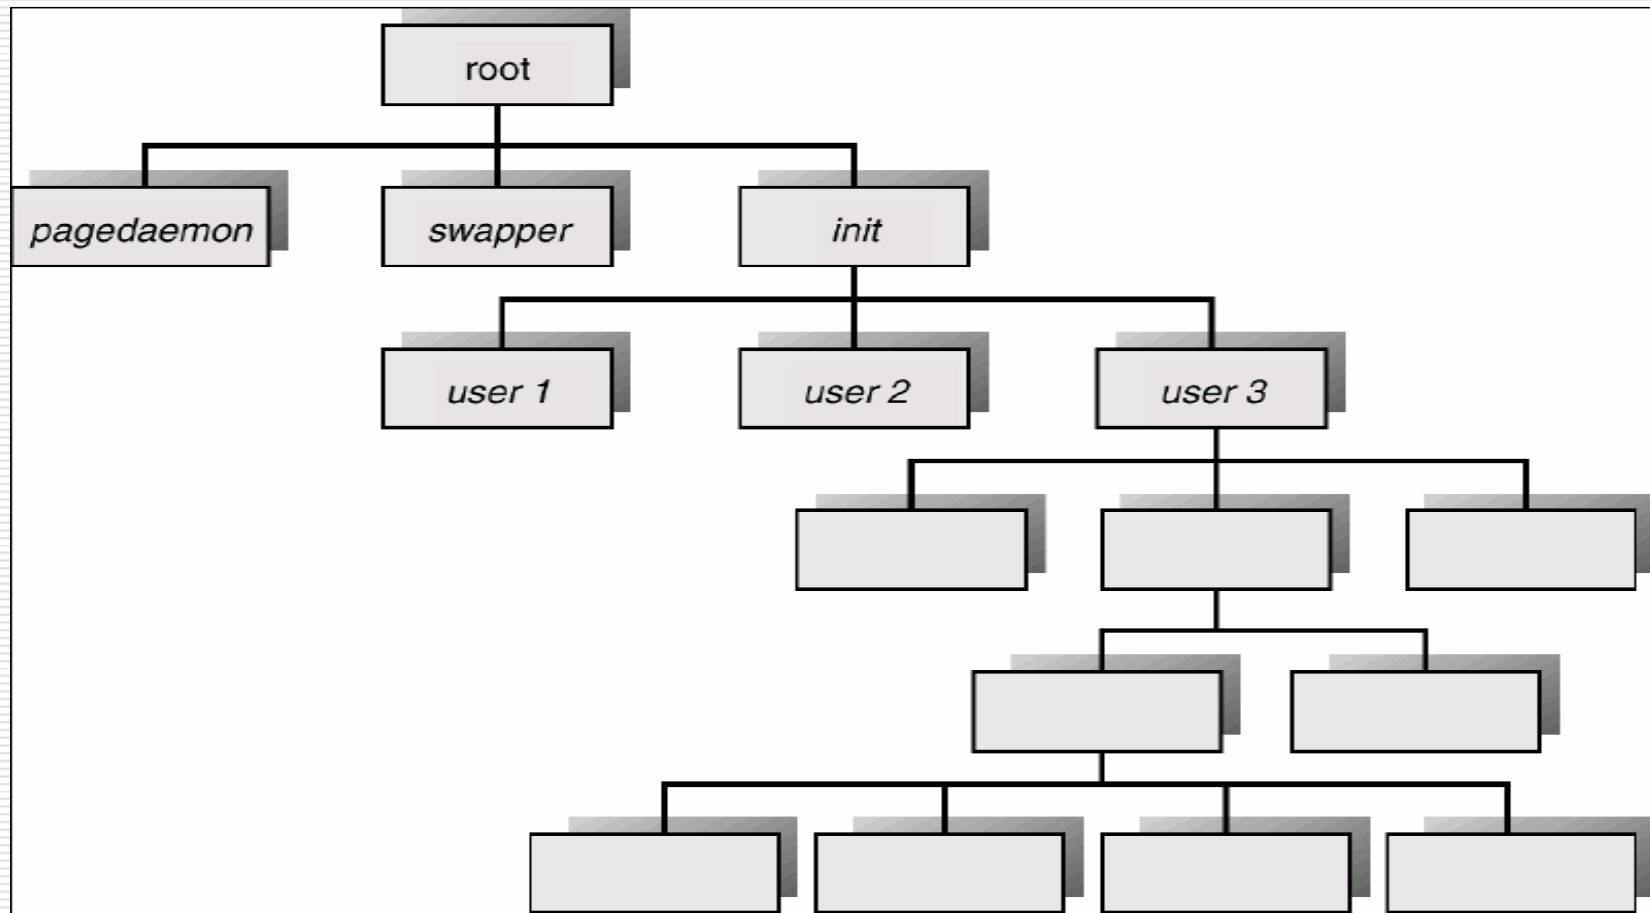 root
pagedaemon
swapper
init
user 1
user 2
user 3